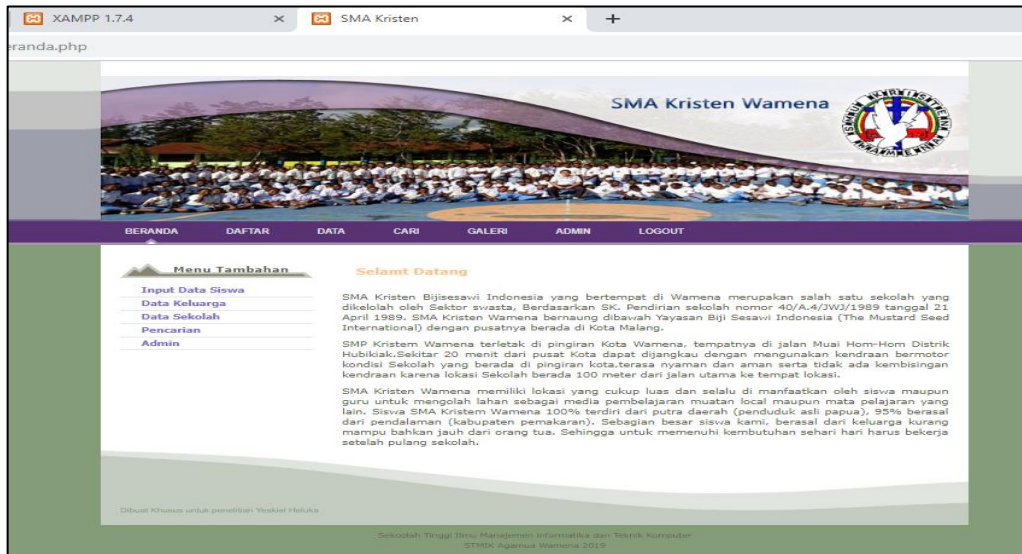 XAMPP 1.7.4
SMA Kristen
eranda.php
SMA Kristen Wamena
BERANDA DAFTAR DATA CARI GALERI ADMIN LOGOUT
Menu Tambahan
Input Data Siswa
Data Keluarga
Data Sekolah
Pencarian
Admin
Selamt Datang
SMA Kristen Bijisesawi Indonesia yang bertempat di Wamena merupakan salah satu sekolah yang
dikelolah oleh Sektor swasta, Berdasarkan SK. Pendirian sekolah nomor 40/A.4/JWJ/1989 tanggal 21
April 1989. SMA Kristen Wamena bernaung dibawah Yayasan Biji Sesawi Indonesia (The Mustard Seed
International) dengan pusatnya berada di Kota Malang.
SMP Kristem Wamena terletak di pingiran Kota Wamena, tempatnya di jalan Muai Hom-Hom Distrik
Hubikiak.Sekitar 20 menit dari pusat Kota dapat dijangkau dengan mengunakan kendraan bermotor
kondisi Sekolah yang berada di pingiran kota,terasa nyaman dan aman serta tidak ada kembisingan
kendraan karena lokasi Sekolah berada 100 meter dari jalan utama ke tempat lokasi.
SMA Kristen Wamena memiliki lokasi yang cukup luas dan selalu di manfaatkan oleh siswa maupun
guru untuk mengolah lahan sebagai media pembelajaran muatan local maupun mata pelajaran yang
lain. Siswa SMA Kristem Wamena 100% terdiri dari putra daerah (penduduk asli papua), 95% berasal
dari pendalaman (kabupaten pemakaran). Sebagian besar siswa kami, berasal dari keluarga kurang
mampu bahkan jauh dari orang tua. Sehingga untuk memenuhi kembutuhan sehari hari harus bekerja
setelah pulang sekolah.
Dibuat Khusus untuk penelitian Yeskiel Heluka
Sekoolah Tinggi Ilmu Manajemen Informatika dan Teknik Komputer
STMIK Agamua Wamena 2019